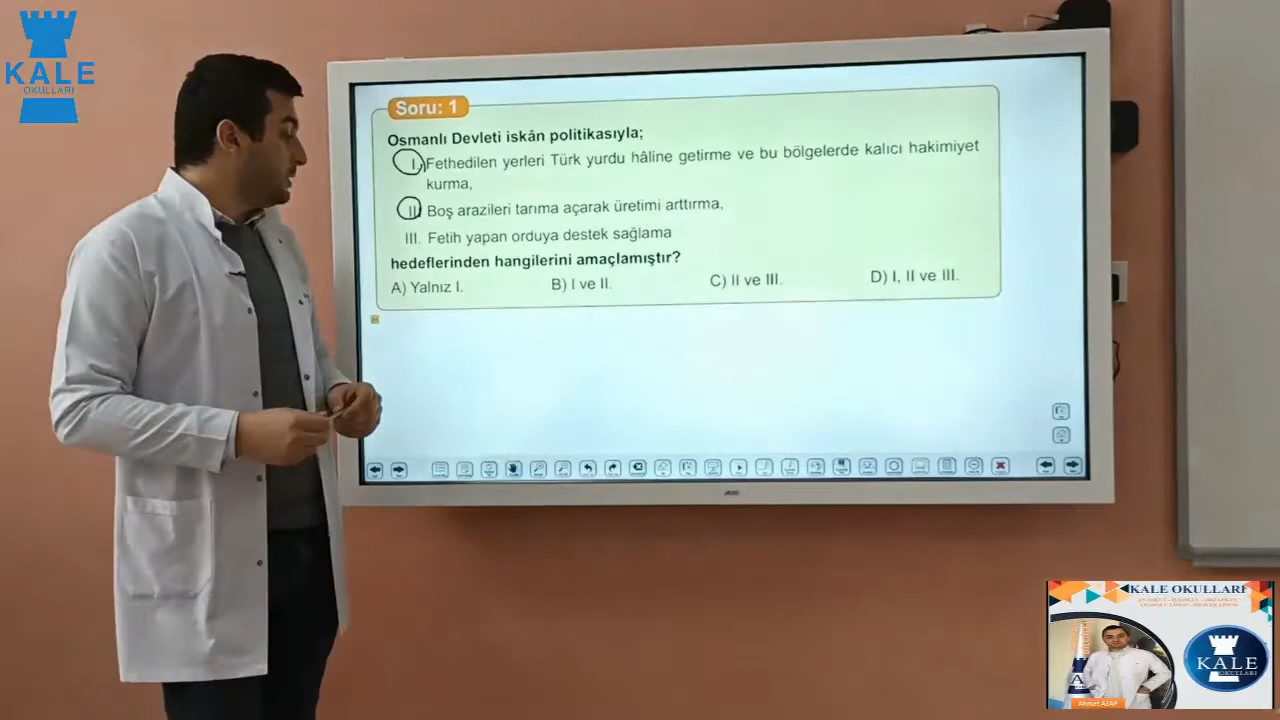 KALE
OKULLARI
Soru: 1
Osmanlı Devleti iskân politikasıyla;
I. Fethedilen yerleri Türk yurdu hâline getirme ve bu bölgelerde kalıcı hakimiyet
kurma,
II. Boş arazileri tarıma açarak üretimi arttırma,
III. Fetih yapan orduya destek sağlama
hedeflerinden hangilerini amaçlamıştır?
A) Yalnız I.
B) I ve II.
C) II ve III.
D) I, II ve III.
KALE OKULLARI
KALE
OKULLARI
Ahmet AZAP